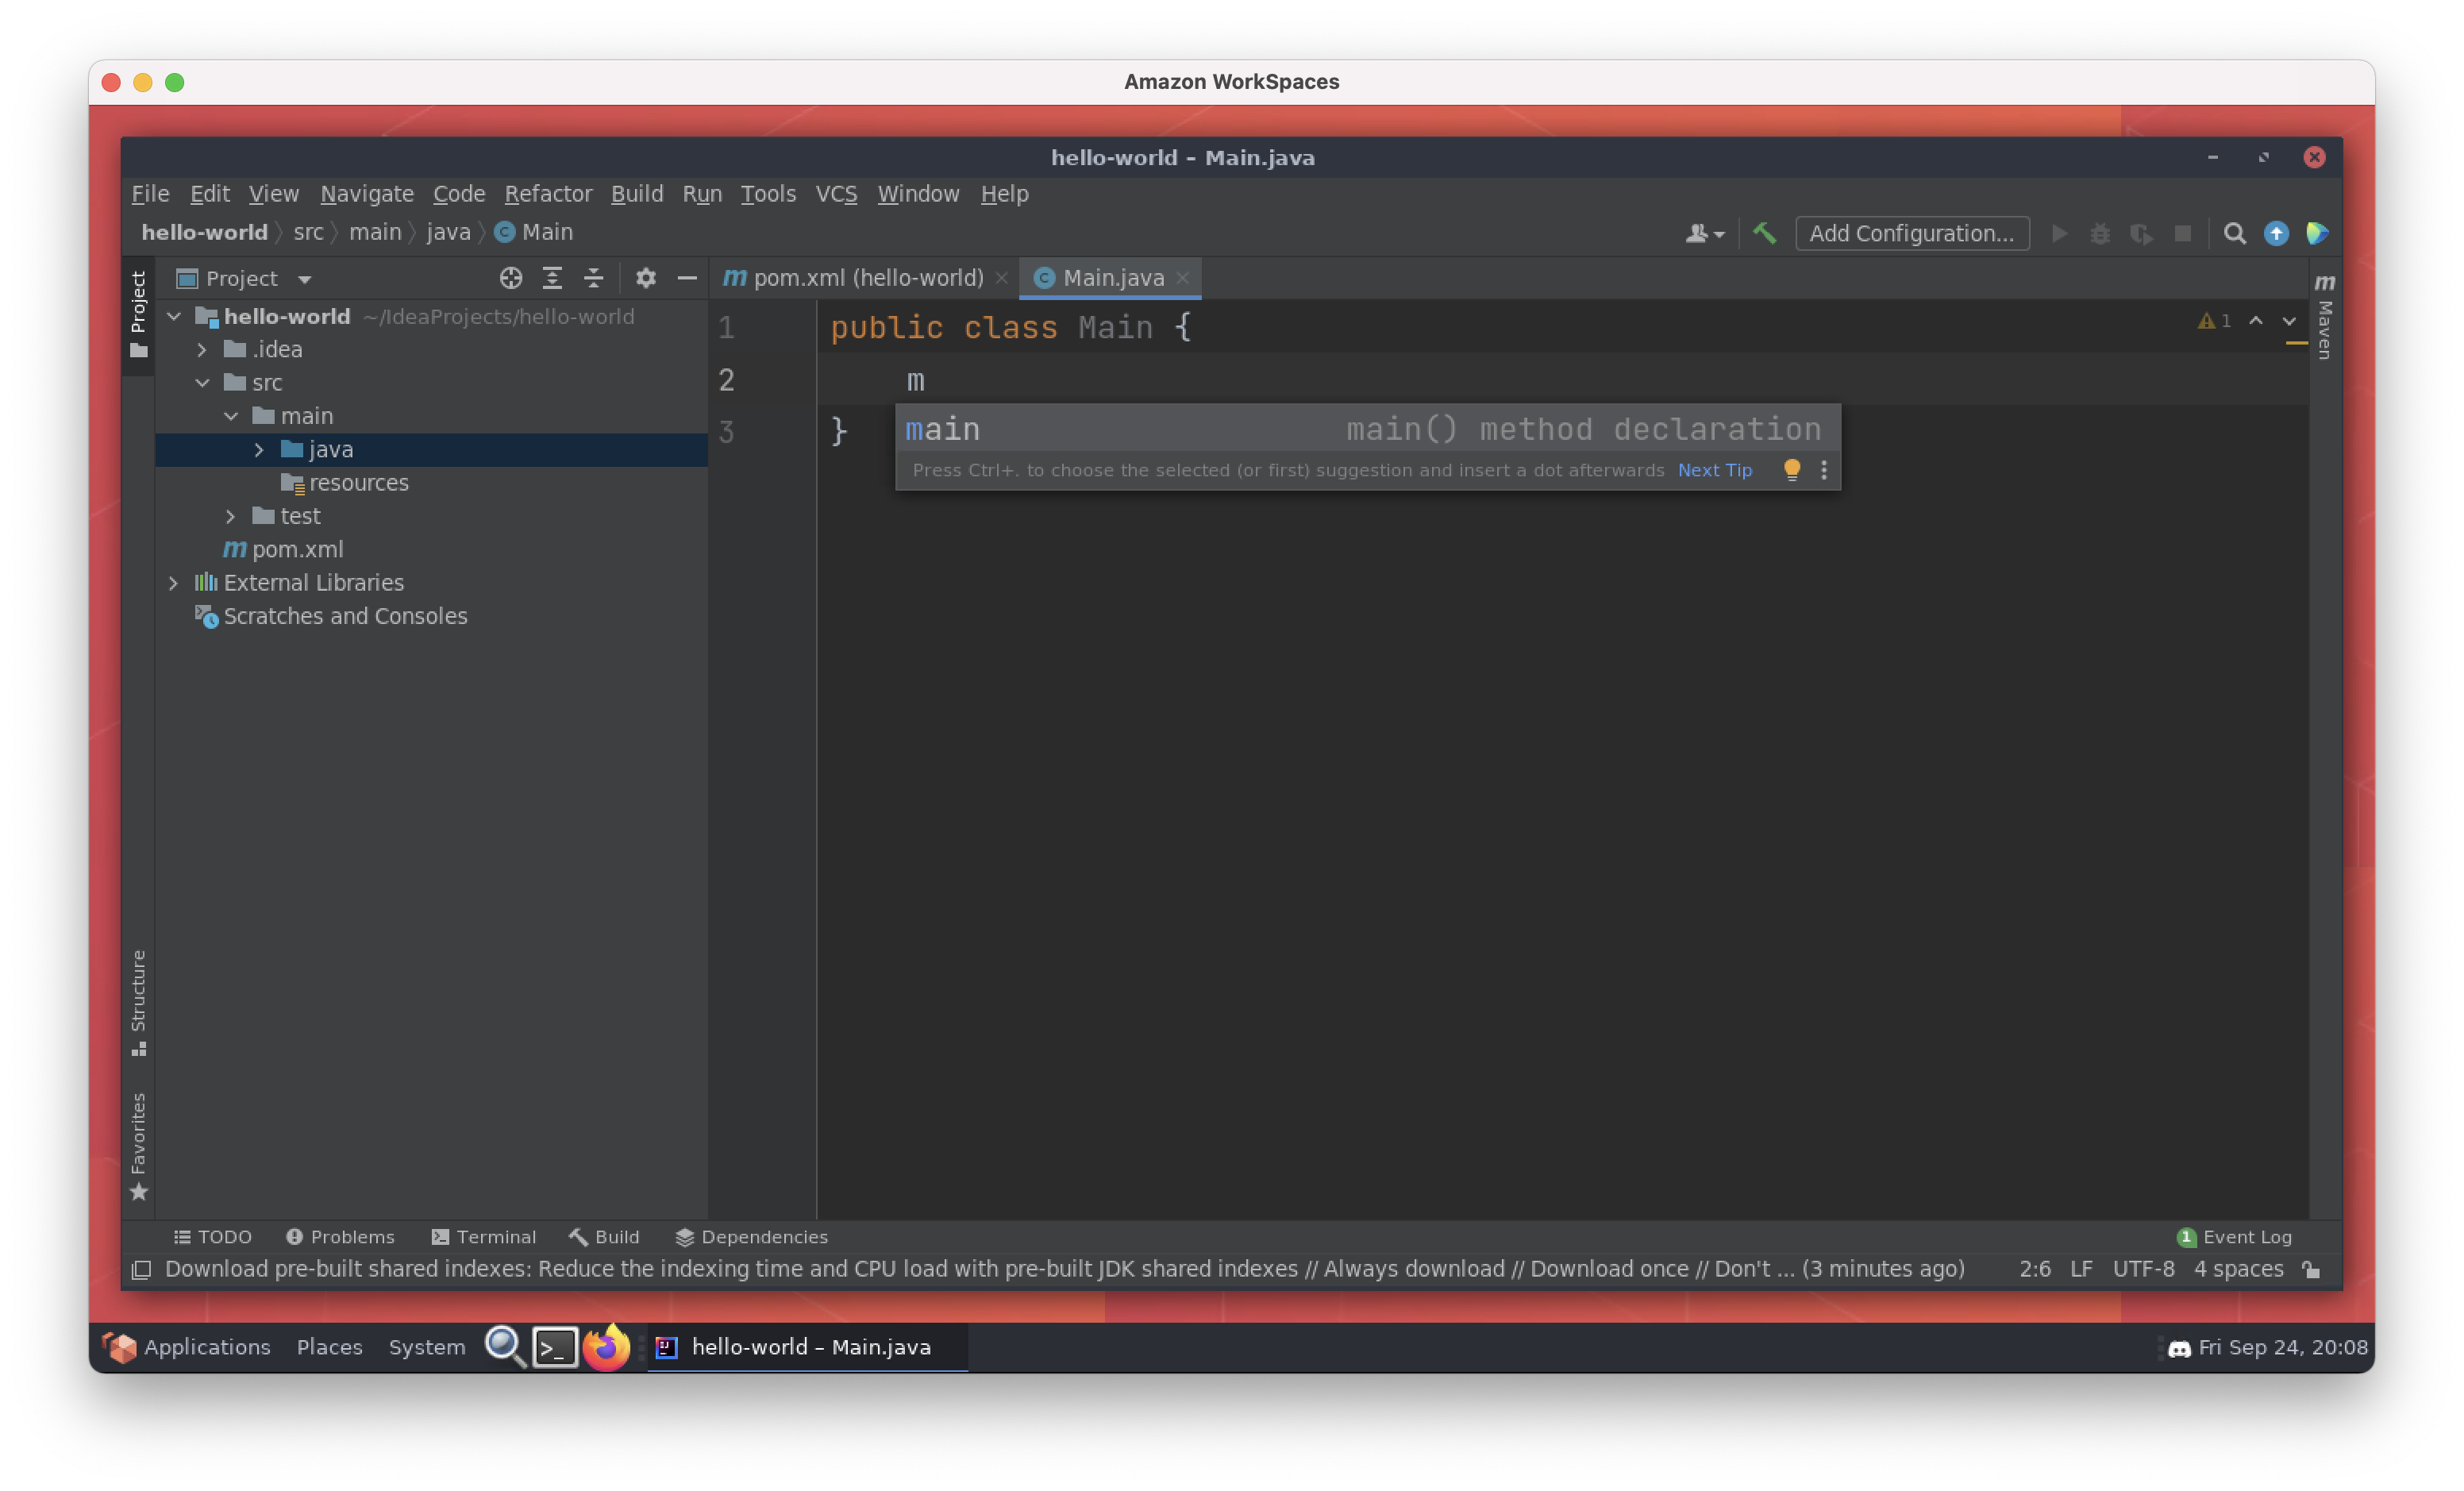 Amazon WorkSpaces
hello-world – Main.java
File Edit View Navigate Code Refactor Build Run Tools VCS Window Help
hello-world src main java Main
Add Configuration...
Project
Project
pom.xml (hello-world)
Main.java
Maven
hello-world ~/IdeaProjects/hello-world
.idea
src
main
java
resources
test
pom.xml
External Libraries
Scratches and Consoles
1 public class Main {
1
2 m
3 }
main main() method declaration
Press Ctrl+. to choose the selected (or first) suggestion and insert a dot afterwards Next Tip
Structure
Favorites
TODO Problems Terminal Build Dependencies
1 Event Log
Download pre-built shared indexes: Reduce the indexing time and CPU load with pre-built JDK shared indexes // Always download // Download once // Don't ... (3 minutes ago) 2:6 LF UTF-8 4 spaces
Applications Places System hello-world – Main.java Fri Sep 24, 20:08